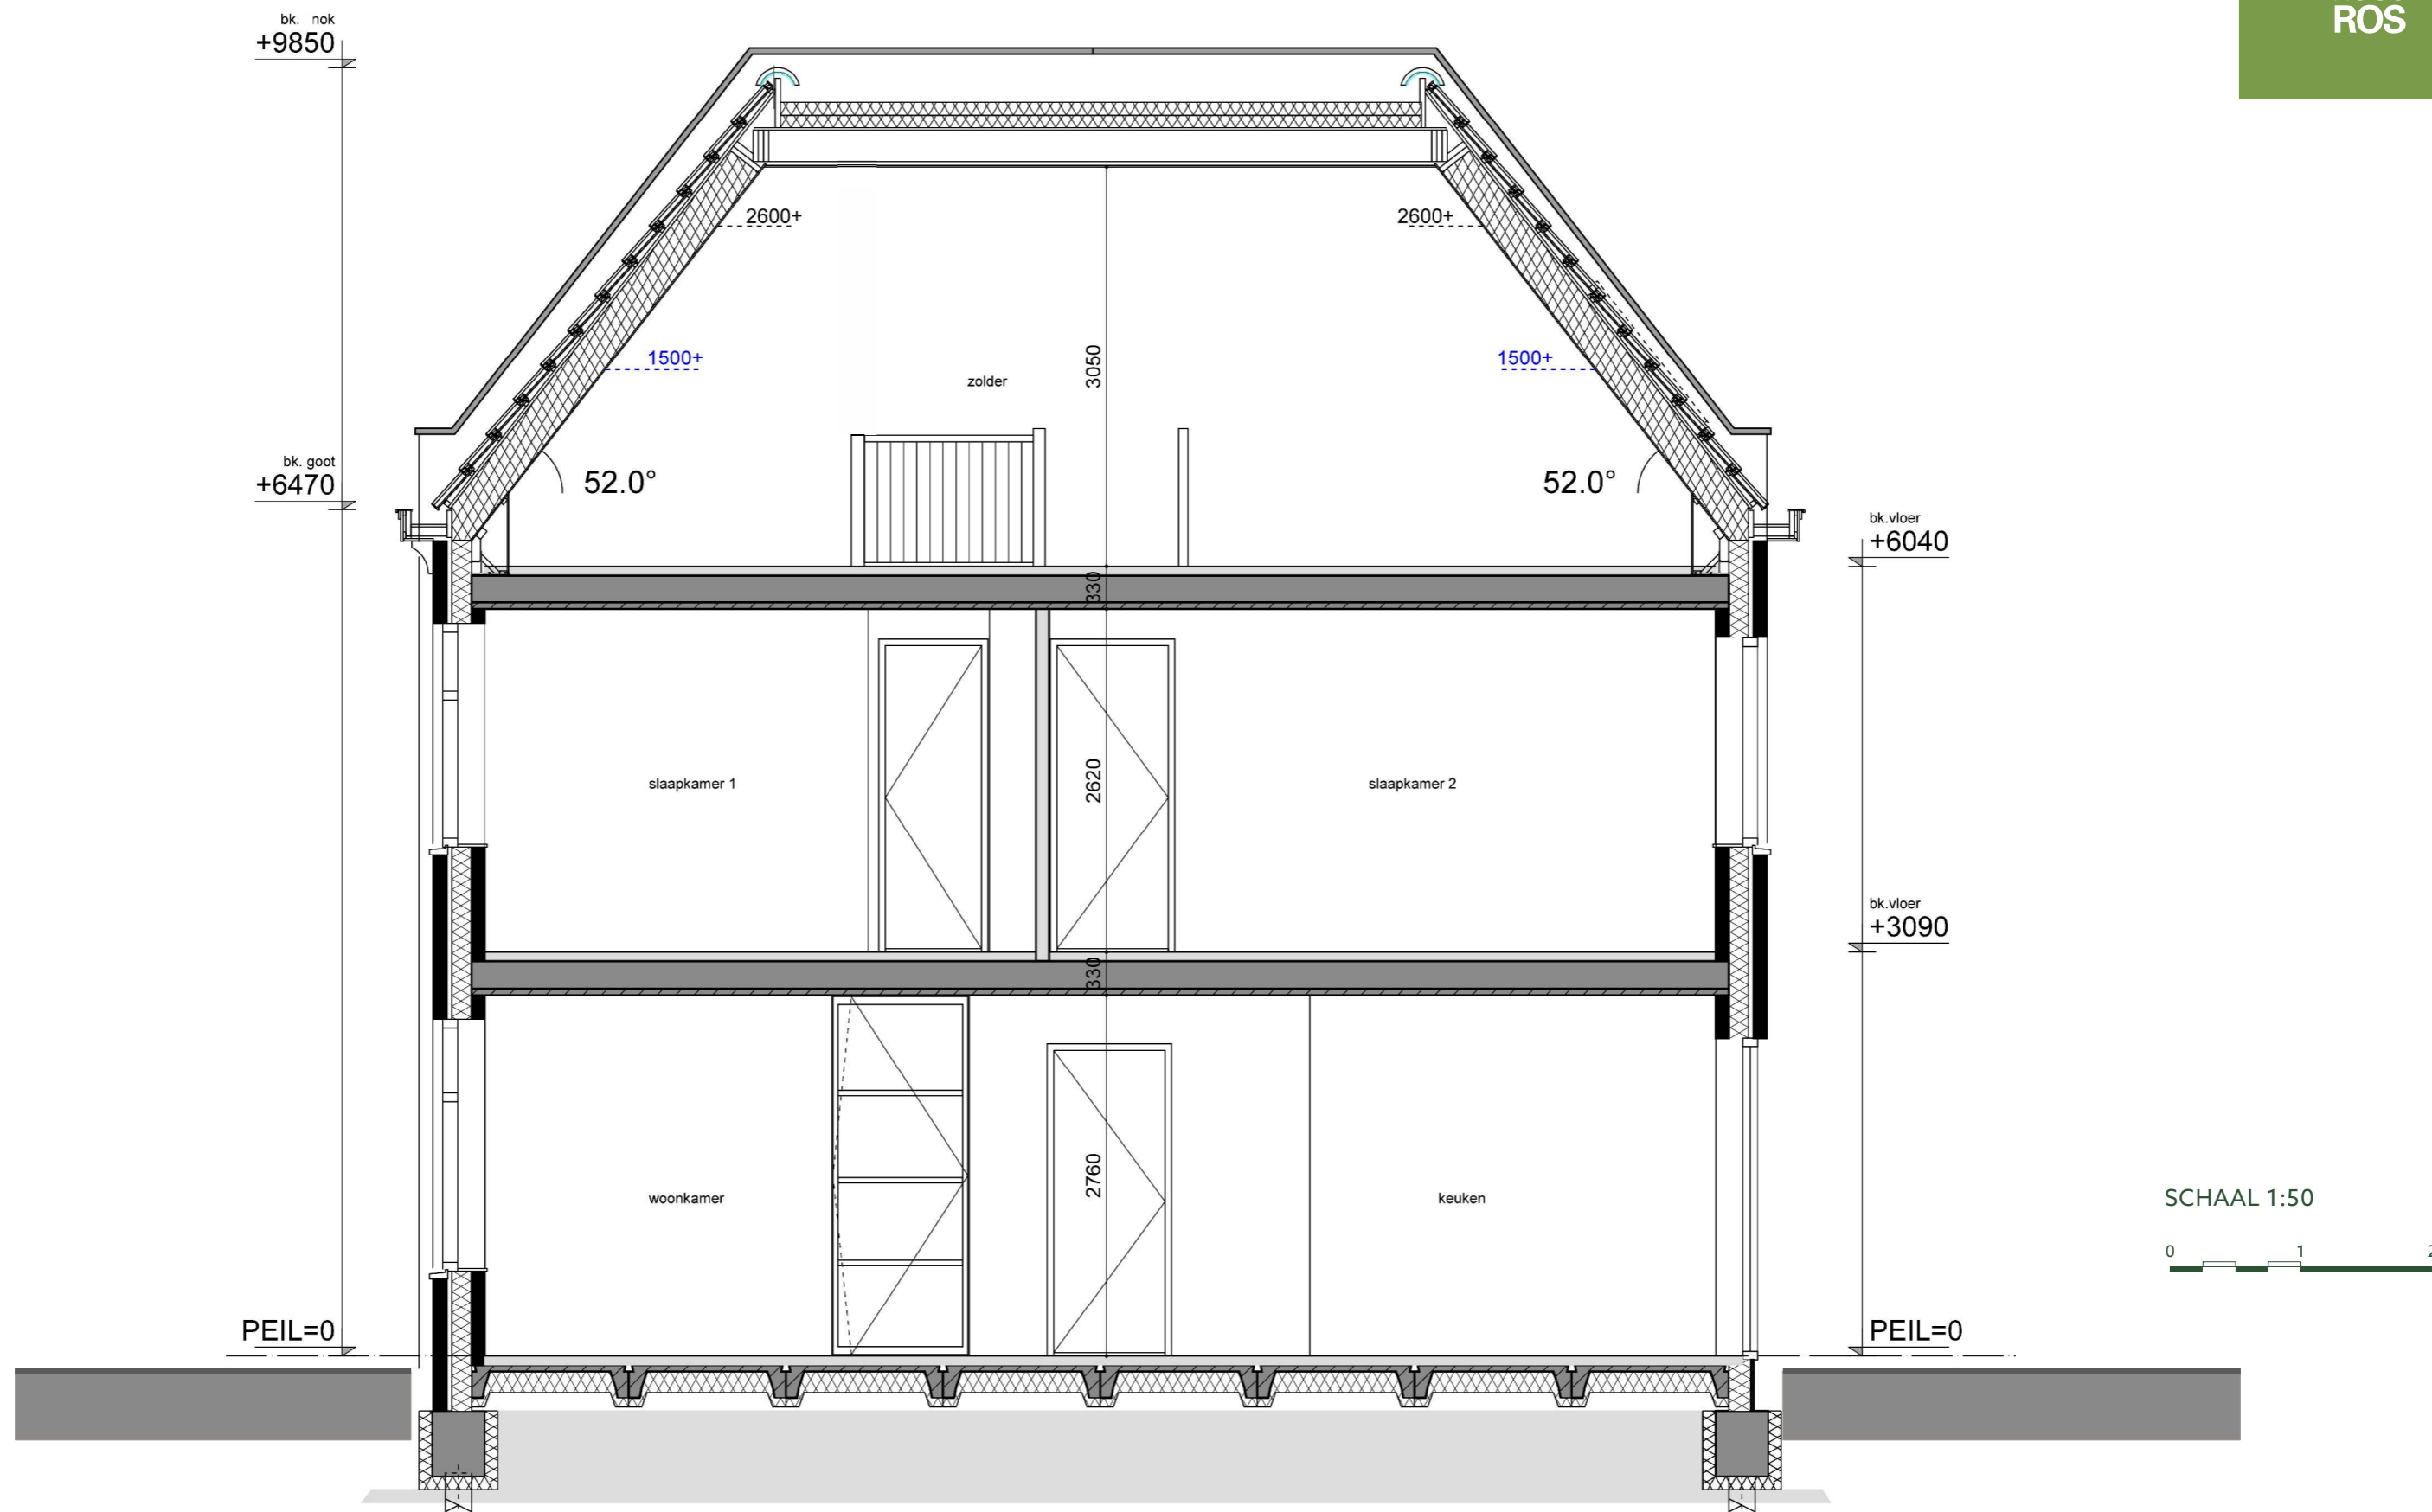 bk. nok
+9850
ROS
2600+
2600+
1500+
1500+
zolder
3050
bk. goot
+6470
52.0°
52.0°
bk.vloer
+6040
330
slaapkamer 1
2620
slaapkamer 2
bk.vloer
+3090
330
woonkamer
2760
keuken
SCHAAL 1:50
0 1 2
PEIL=0
PEIL=0